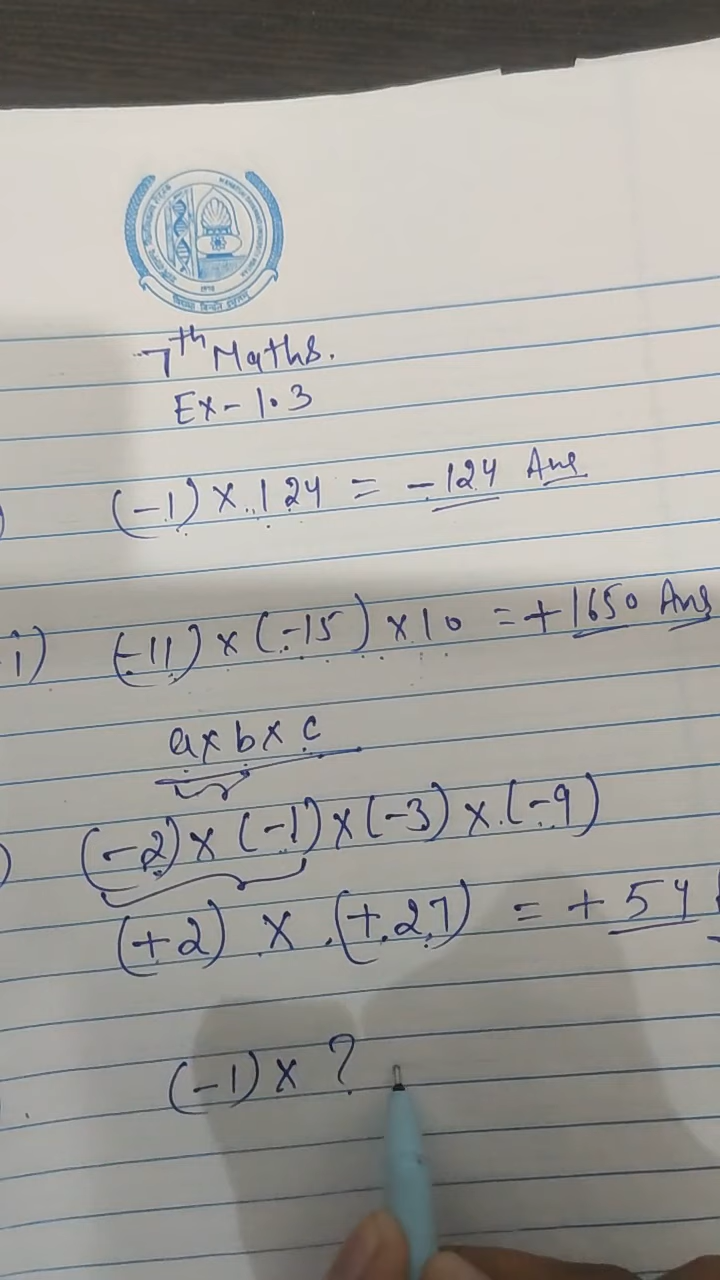 7th Maths.
Ex-1.3
) (-1) × 124 = -124 Ans
i) (-11) × (-15) × 10 = +1650 Ans
a×b×c
) (-2) × (-1) × (-3) × (-9)
(+2) × (+27) = +54
(-1) × ?